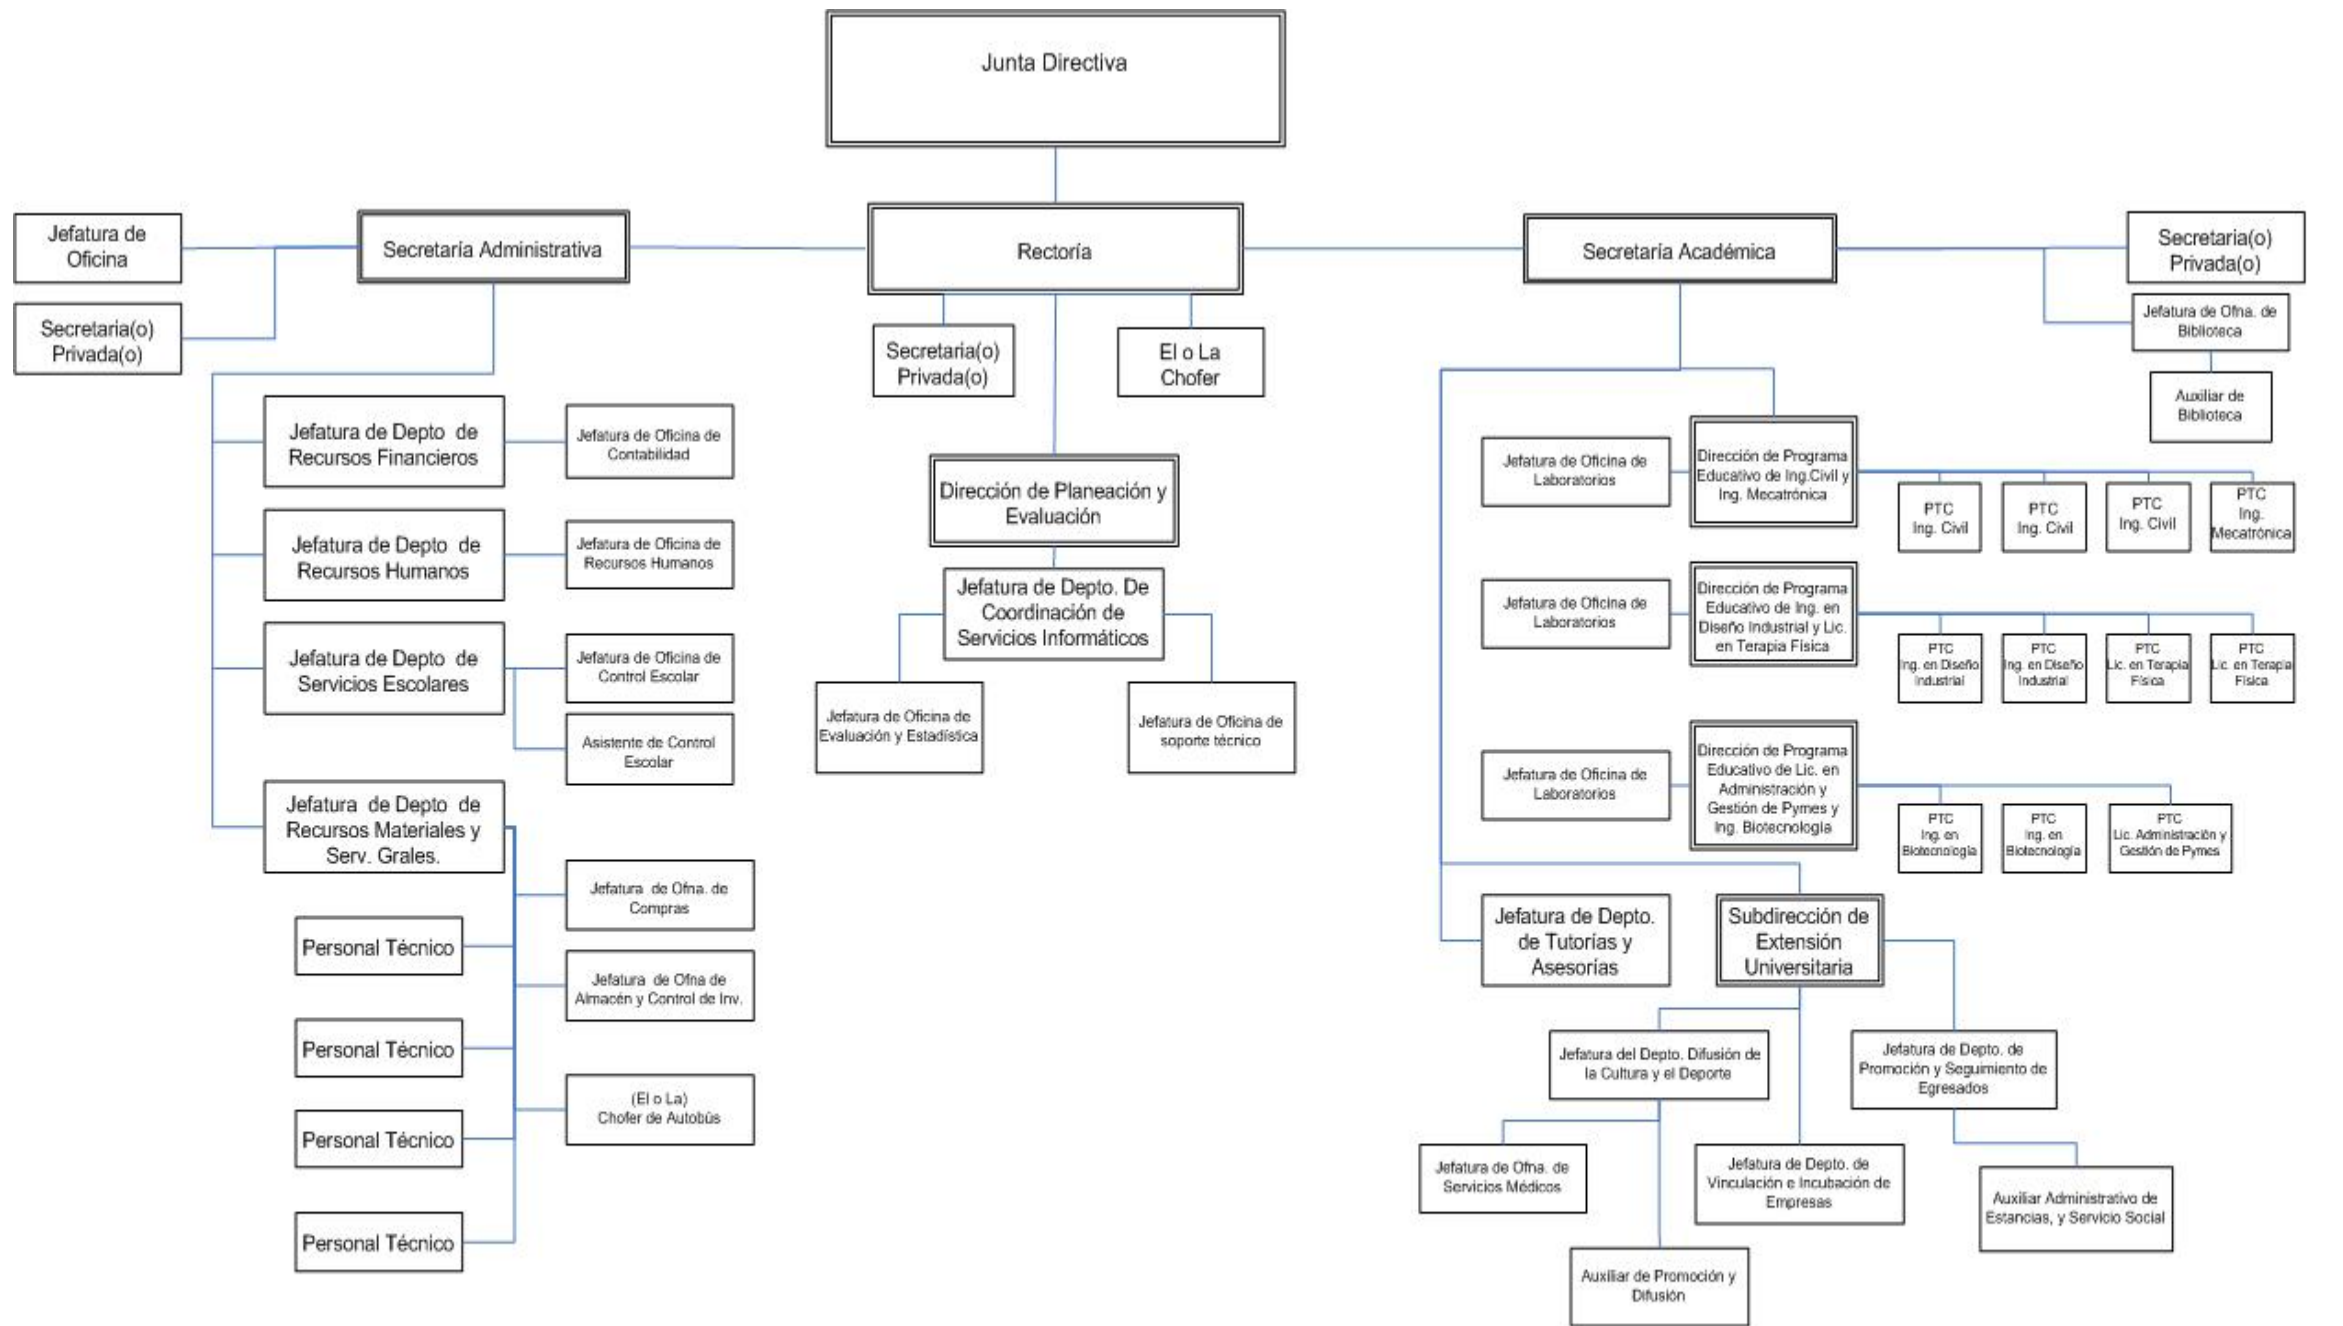 Junta Directiva
Jefatura de
Oficina
Secretaría Administrativa
Rectoría
Secretaría Académica
Secretaria(o)
Privada(o)
Secretaria(o)
Privada(o)
Secretaria(o)
Privada(o)
El o La
Chofer
Jefatura de Ofna. de
Biblioteca
Auxiliar de
Biblioteca
Jefatura de Depto de
Recursos Financieros
Jefatura de Oficina de
Contabilidad
Jefatura de Depto de
Recursos Humanos
Jefatura de Oficina de
Recursos Humanos
Jefatura de Depto de
Servicios Escolares
Jefatura de Oficina de
Control Escolar
Asistente de Control
Escolar
Jefatura de Depto de
Recursos Materiales y
Serv. Grales.
Jefatura de Ofna. de
Compras
Personal Técnico
Jefatura de Ofna de
Almacén y Control de Inv.
Personal Técnico
(El o La)
Chofer de Autobús
Personal Técnico
Personal Técnico
Dirección de Planeación y
Evaluación
Jefatura de Depto. De
Coordinación de
Servicios Informáticos
Jefatura de Oficina de
Evaluación y Estadística
Jefatura de Oficina de
soporte técnico
Jefatura de Oficina de
Laboratorios
Dirección de Programa
Educativo de Ing.Civil y
Ing. Mecatrónica
PTC
Ing. Civil
PTC
Ing. Civil
PTC
Ing. Civil
PTC
Ing.
Mecatrónica
Jefatura de Oficina de
Laboratorios
Dirección de Programa
Educativo de Ing. en
Diseño Industrial y Lic.
en Terapia Física
PTC
Ing. en Diseño
Industrial
PTC
Ing. en Diseño
Industrial
PTC
Lic. en Terapia
Física
PTC
Lic. en Terapia
Física
Jefatura de Oficina de
Laboratorios
Dirección de Programa
Educativo de Lic. en
Administración y
Gestión de Pymes y
Ing. Biotecnología
PTC
Ing. en
Biotecnología
PTC
Ing. en
Biotecnología
PTC
Lic. Administración y
Gestión de Pymes
Jefatura de Depto.
de Tutorías y
Asesorías
Subdirección de
Extensión
Universitaria
Jefatura del Depto. Difusión de
la Cultura y el Deporte
Jefatura de Depto. de
Promoción y Seguimiento de
Egresados
Jefatura de Ofna. de
Servicios Médicos
Jefatura de Depto. de
Vinculación e Incubación de
Empresas
Auxiliar Administrativo de
Estancias, y Servicio Social
Auxiliar de Promoción y
Difusión